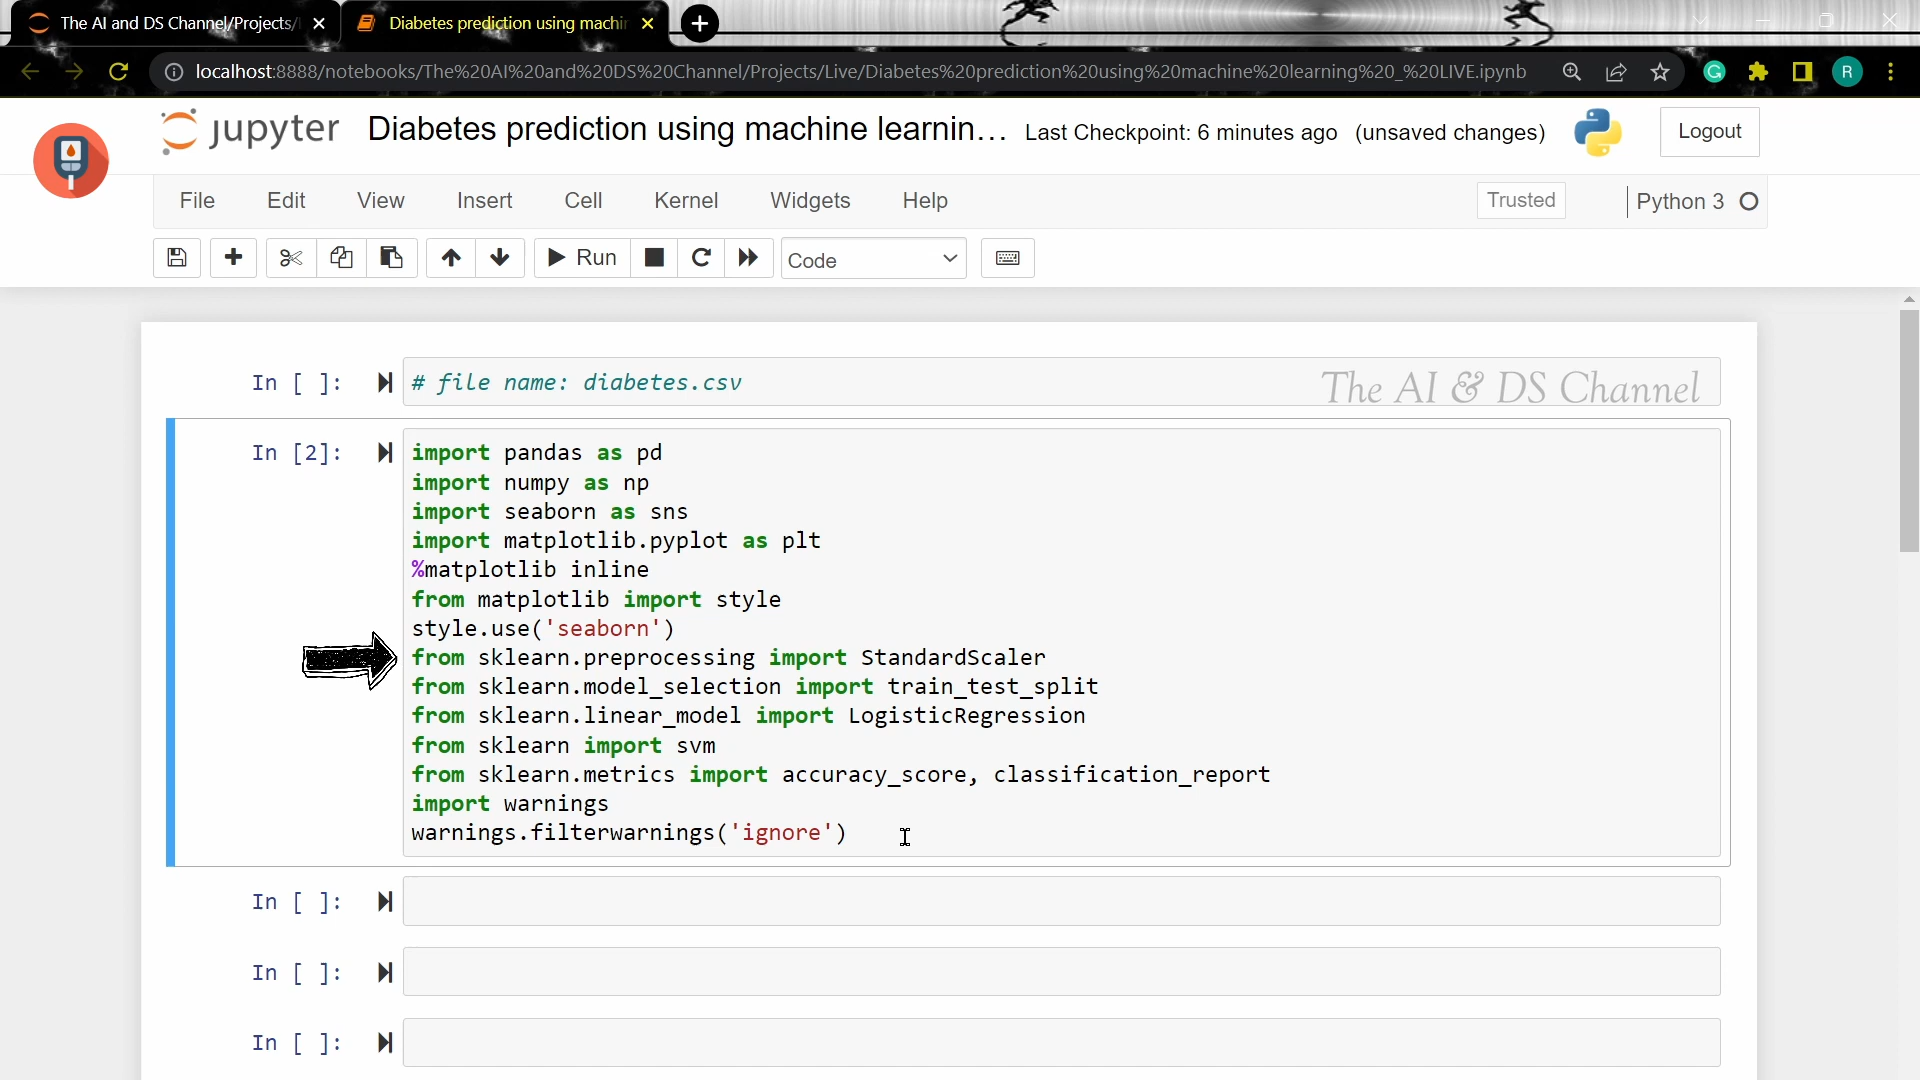 The AI and DS Channel/Projects/
Diabetes prediction using machin
localhost:8888/notebooks/The%20AI%20and%20DS%20Channel/Projects/Live/Diabetes%20prediction%20using%20machine%20learning%20_%20LIVE.ipynb
R
jupyter Diabetes prediction using machine learnin... Last Checkpoint: 6 minutes ago (unsaved changes) Logout
File Edit View Insert Cell Kernel Widgets Help Trusted Python 3
Run Code
In [ ]: # file name: diabetes.csv
The AI & DS Channel
In [2]: import pandas as pd
import numpy as np
import seaborn as sns
import matplotlib.pyplot as plt
%matplotlib inline
from matplotlib import style
style.use('seaborn')
from sklearn.preprocessing import StandardScaler
from sklearn.model_selection import train_test_split
from sklearn.linear_model import LogisticRegression
from sklearn import svm
from sklearn.metrics import accuracy_score, classification_report
import warnings
warnings.filterwarnings('ignore')
In [ ]:
In [ ]:
In [ ]: